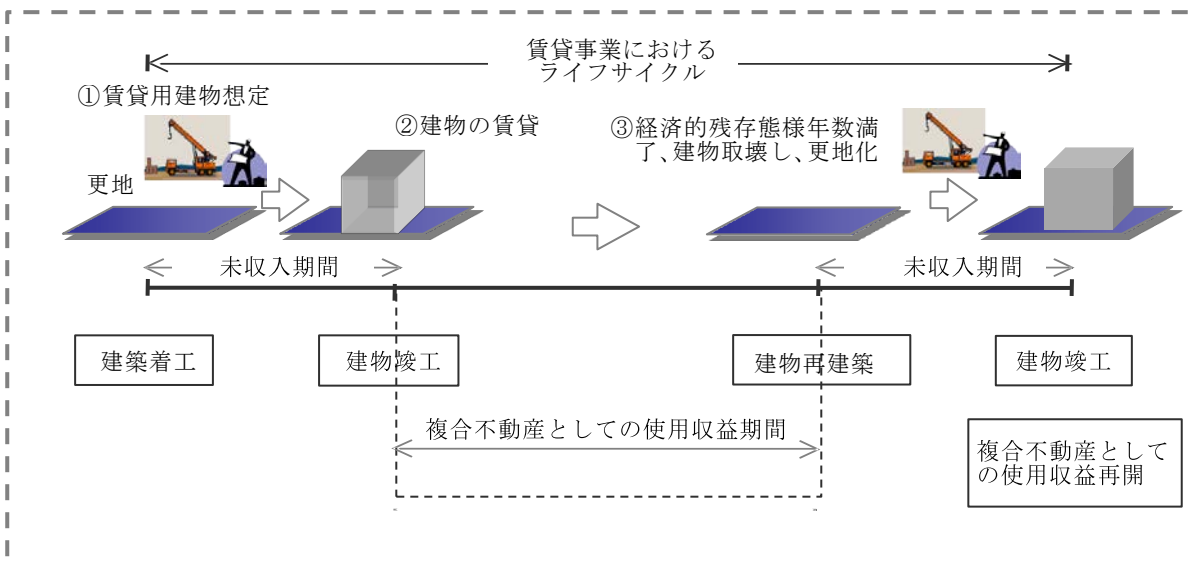 賃貸事業における
ライフサイクル
①賃貸用建物想定
②建物の賃貸
③経済的残存態様年数満
了、建物取壊し、更地化
更地
未収入期間
未収入期間
建築着工
建物竣工
建物再建築
建物竣工
複合不動産としての使用収益期間
複合不動産として
の使用収益再開